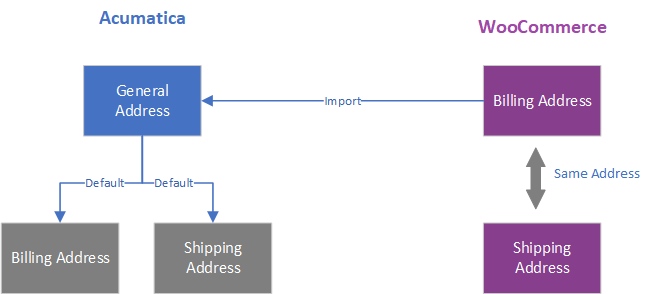 Acumatica
WooCommerce
General
Address
Import
Billing Address
Default
Default
Same Address
Billing Address
Shipping
Address
Shipping
Address